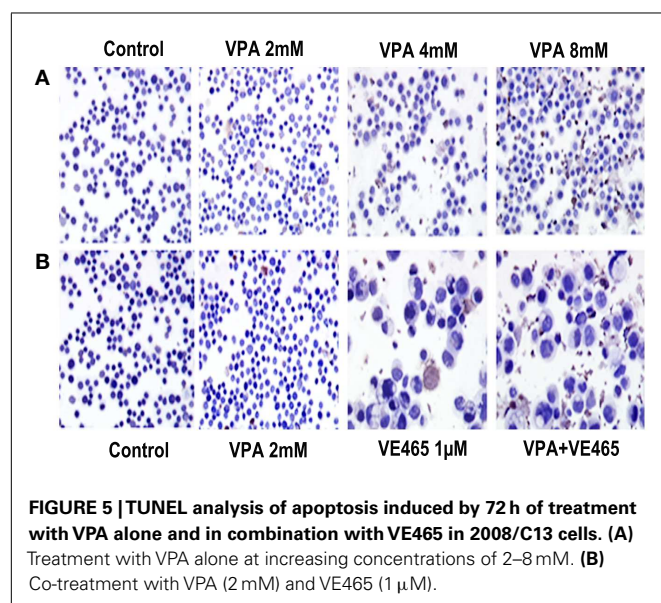 Control VPA 2mM VPA 4mM VPA 8mM
A
B
Control VPA 2mM VE465 1µM VPA+VE465
FIGURE 5 | TUNEL analysis of apoptosis induced by 72 h of treatment
with VPA alone and in combination with VE465 in 2008/C13 cells. (A)
Treatment with VPA alone at increasing concentrations of 2–8 mM. (B)
Co-treatment with VPA (2 mM) and VE465 (1 µM).